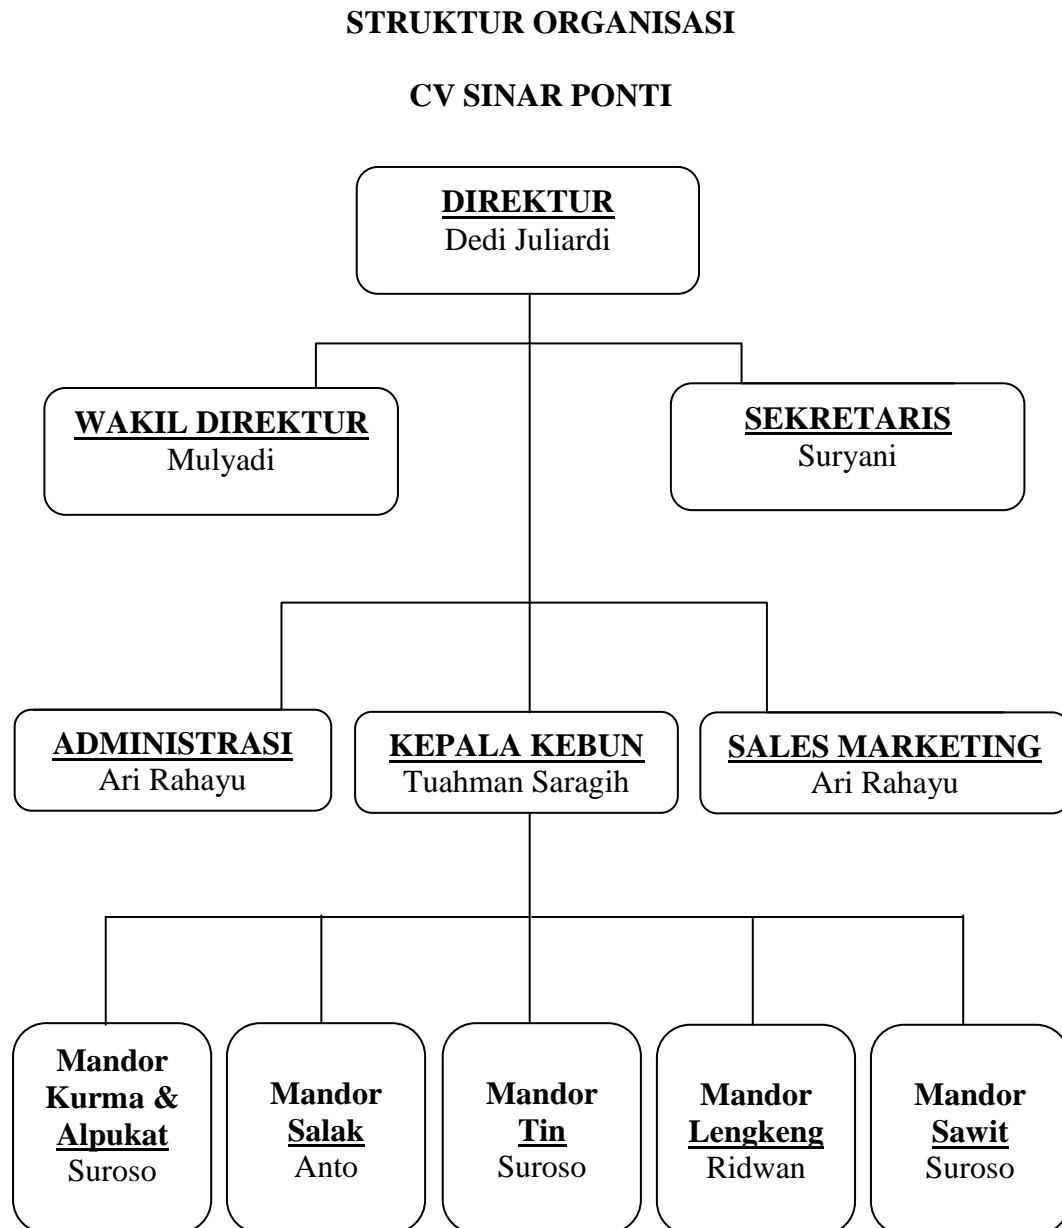 STRUKTUR ORGANISASI
CV SINAR PONTI
DIREKTUR
Dedi Juliardi
WAKIL DIREKTUR
Mulyadi
SEKRETARIS
Suryani
ADMINISTRASI
Ari Rahayu
KEPALA KEBUN
Tuahman Saragih
SALES MARKETING
Ari Rahayu
Mandor
Kurma &
Alpukat
Suroso
Mandor
Salak
Anto
Mandor
Tin
Suroso
Mandor
Lengkeng
Ridwan
Mandor
Sawit
Suroso